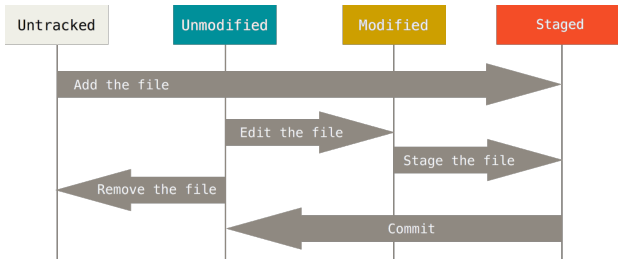 Untracked
Unmodified
Modified
Staged
Add the file
Edit the file
Stage the file
Remove the file
Commit